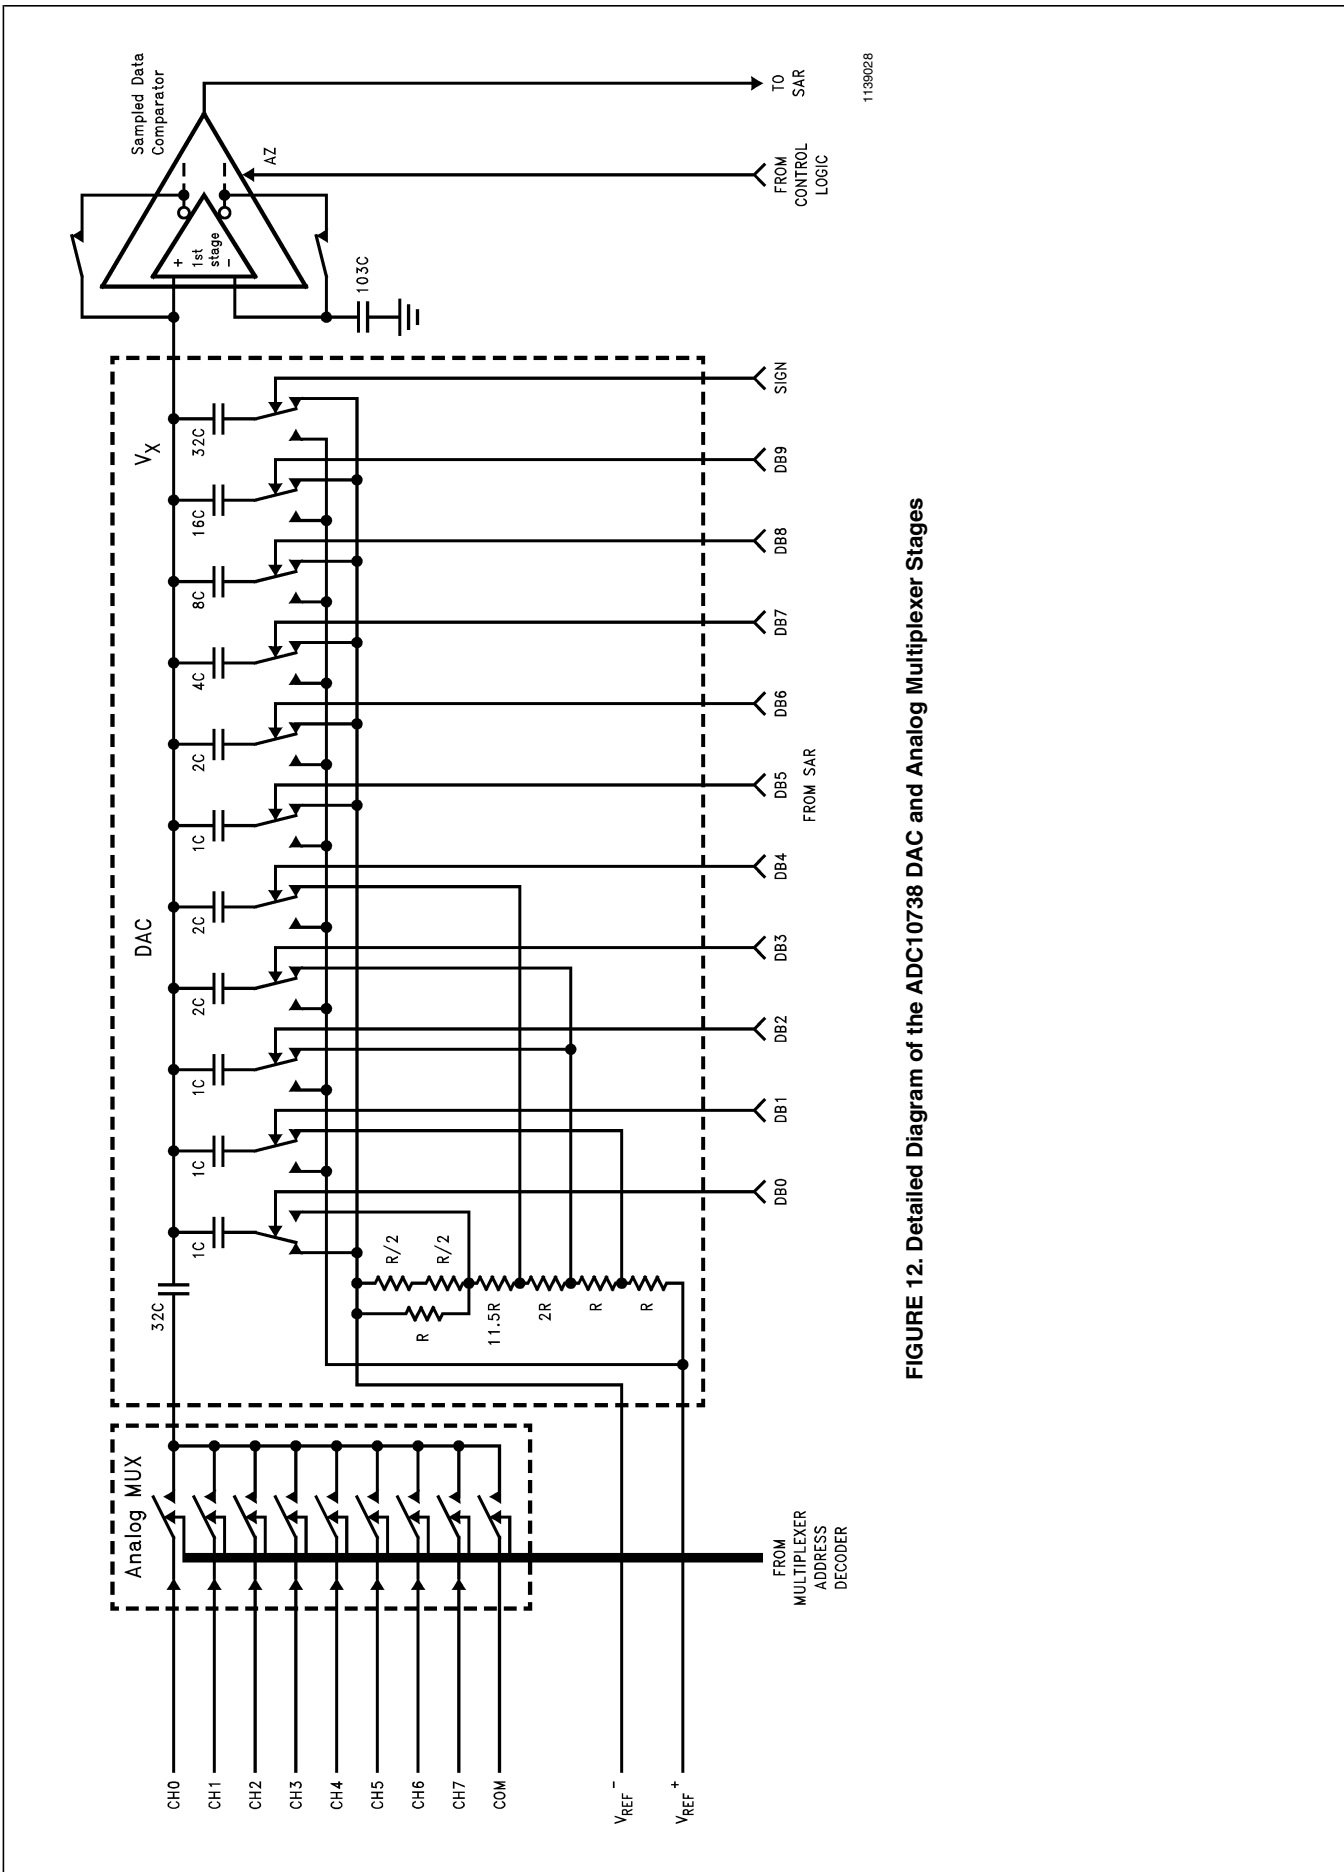 Sampled Data
Comparator
AZ
+
1st
stage
−
103C
TO
SAR
FROM
CONTROL
LOGIC
1139028
DAC
VX
32C
1C
1C
1C
2C
2C
1C
2C
4C
8C
16C
32C
R/2
R/2
R
11.5R
2R
R
R
DB0
DB1
DB2
DB3
DB4
DB5
DB6
DB7
DB8
DB9
SIGN
FROM SAR
Analog MUX
CH0
CH1
CH2
CH3
CH4
CH5
CH6
CH7
COM
VREF−
VREF+
FROM
MULTIPLEXER
ADDRESS
DECODER
FIGURE 12. Detailed Diagram of the ADC10738 DAC and Analog Multiplexer Stages